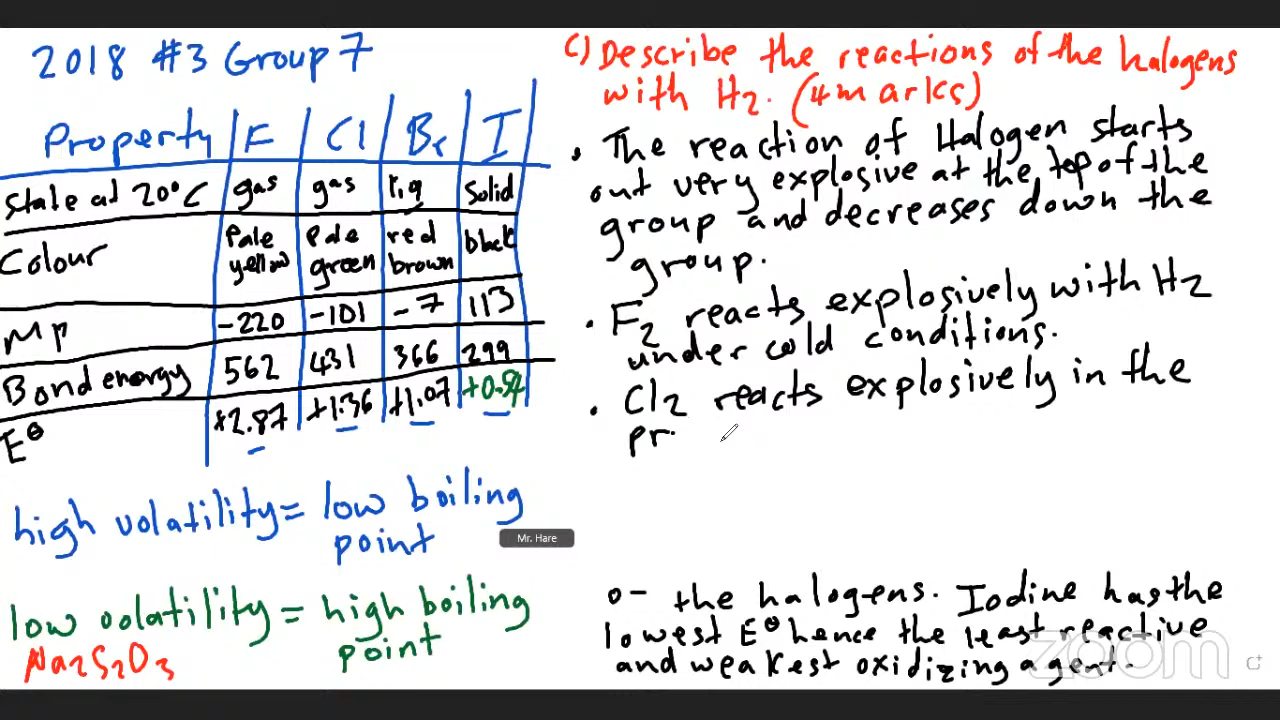 2018 #3 Group 7
Property F Cl Br I
State at 20°C gas gas liq solid
Colour pale yellow pale green red brown black
Mp -220 -101 -7 113
Bond energy 562 431 366 299
E⊖ +2.87 +1.36 +1.07 +0.54
high volatility = low boiling
point
low volatility = high boiling
point
Na2S2O3
Mr. Hare
c) Describe the reactions of the halogens
with H2. (4 marks)
• The reaction of Halogen starts
out very explosive at the top of the
group and decreases down the
group.
• F2 reacts explosively with H2
under cold conditions.
• Cl2 reacts explosively in the
pr.
o- the halogens. Iodine has the
lowest E⊖ hence the least reactive
and weakest oxidizing agent.
zoom